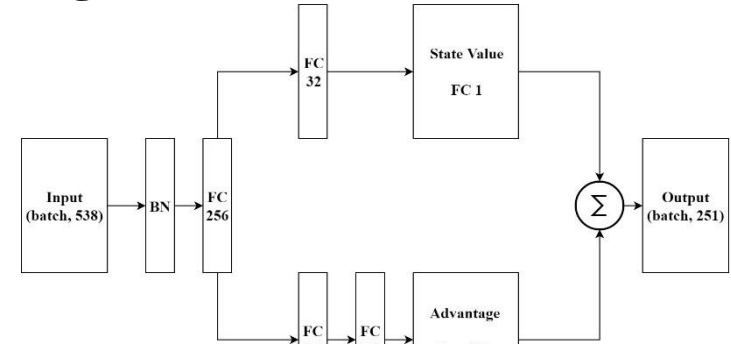 FC
32
State Value
FC 1
Input
(batch, 538)
BN
FC
256
Σ
Output
(batch, 251)
FC
FC
Advantage